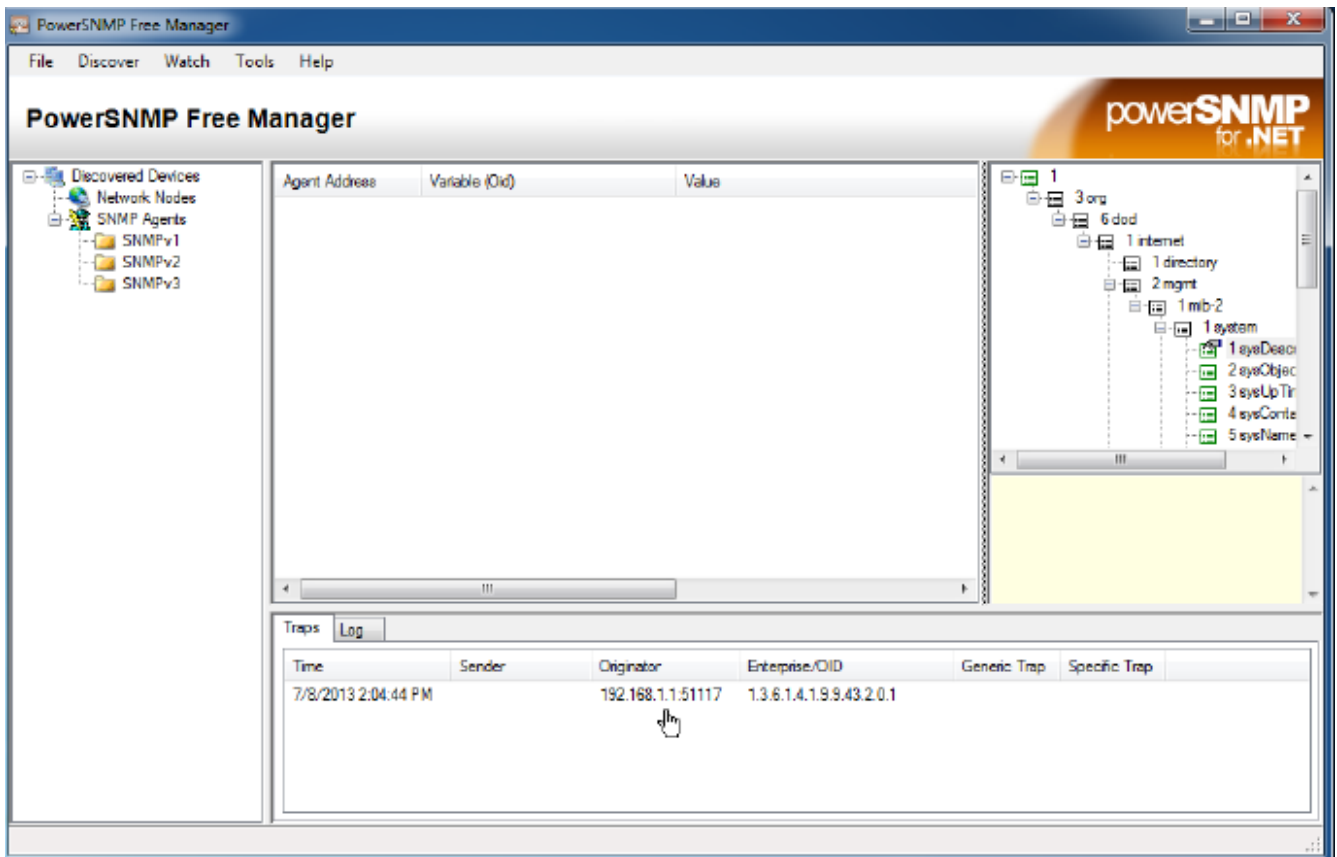 PowerSNMP Free Manager
File Discover Watch Tools Help
PowerSNMP Free Manager
powerSNMP
for .NET
Discovered Devices
Network Nodes
SNMP Agents
SNMPv1
SNMPv2
SNMPv3
Agent Address Variable (Oid) Value
1
3 org
6 dod
1 internet
1 directory
2 mgmt
1 mib-2
1 system
1 sysDescr
2 sysObjec
3 sysUpTir
4 sysConta
5 sysName
Traps Log
Time Sender Originator Enterprise/OID Generic Trap Specific Trap
7/8/2013 2:04:44 PM 192.168.1.1:51117 1.3.6.1.4.1.9.9.43.2.0.1